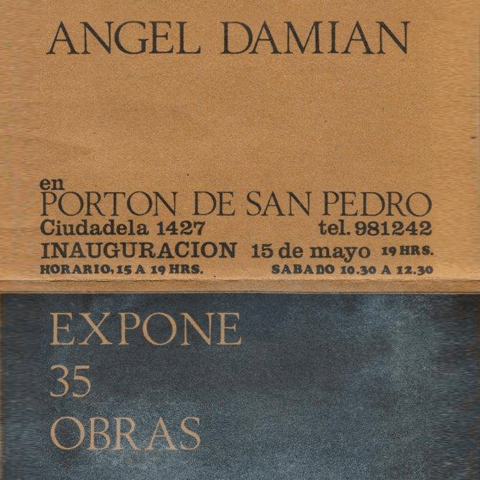 ANGEL DAMIAN
en
PORTON DE SAN PEDRO
Ciudadela 1427 tel. 981242
INAUGURACION 15 de mayo 19 HRS.
HORARIO, 15 A 19 HRS. SABADO 10.30 A 12.30
EXPONE
35
OBRAS